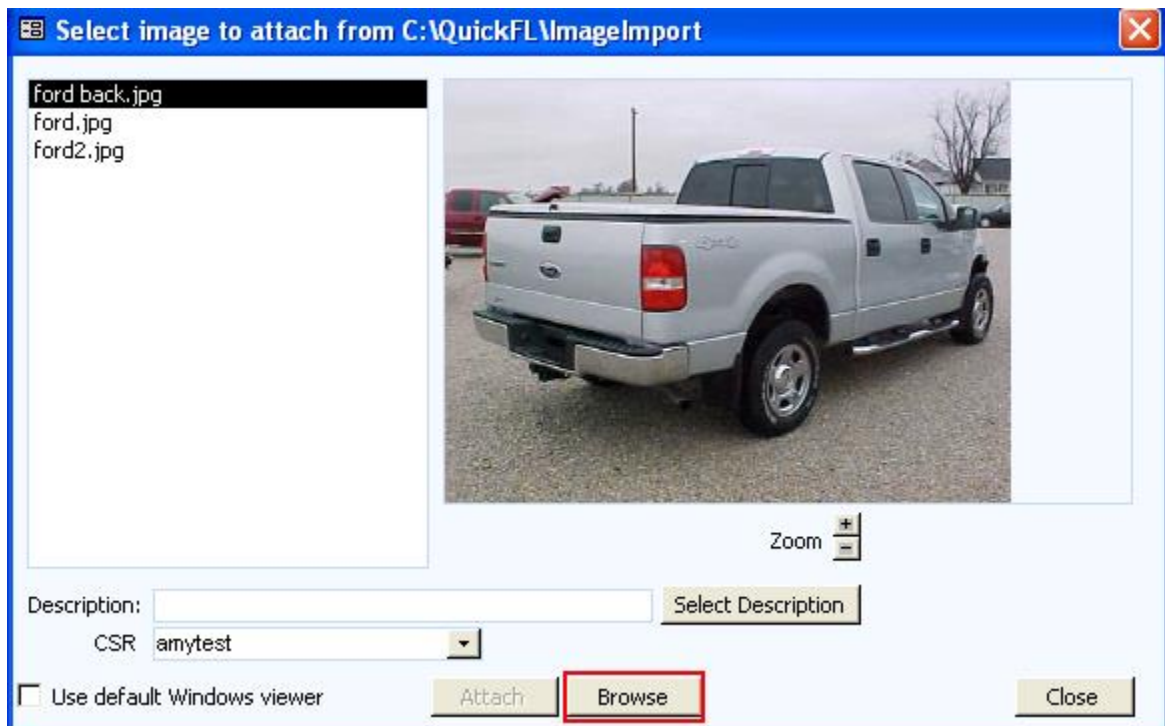 Select image to attach from C:\QuickFL\ImageImport
ford back.jpg
ford.jpg
ford2.jpg
4x4
Zoom
+
-
Description:
Select Description
CSR amytest
Use default Windows viewer
Attach
Browse
Close